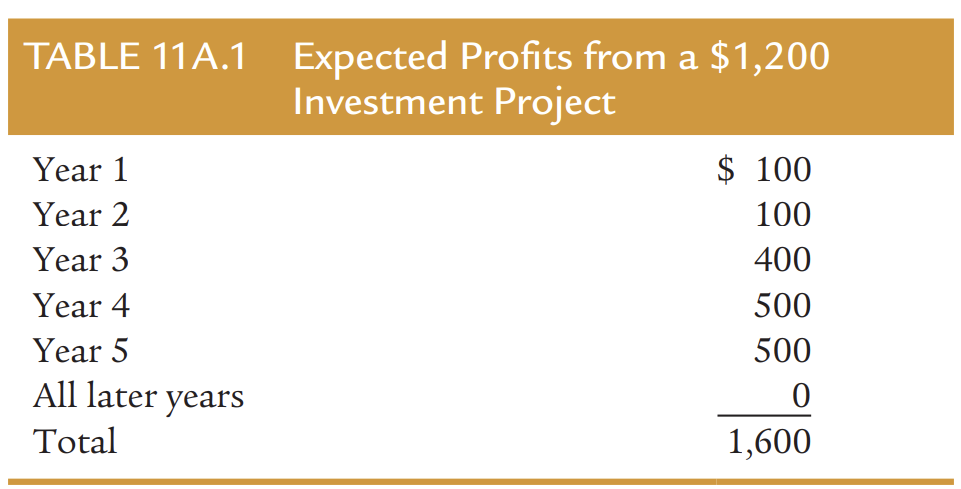 TABLE 11A.1 Expected Profits from a $1,200
Investment Project
Year 1 $ 100
Year 2 100
Year 3 400
Year 4 500
Year 5 500
All later years 0
Total 1,600